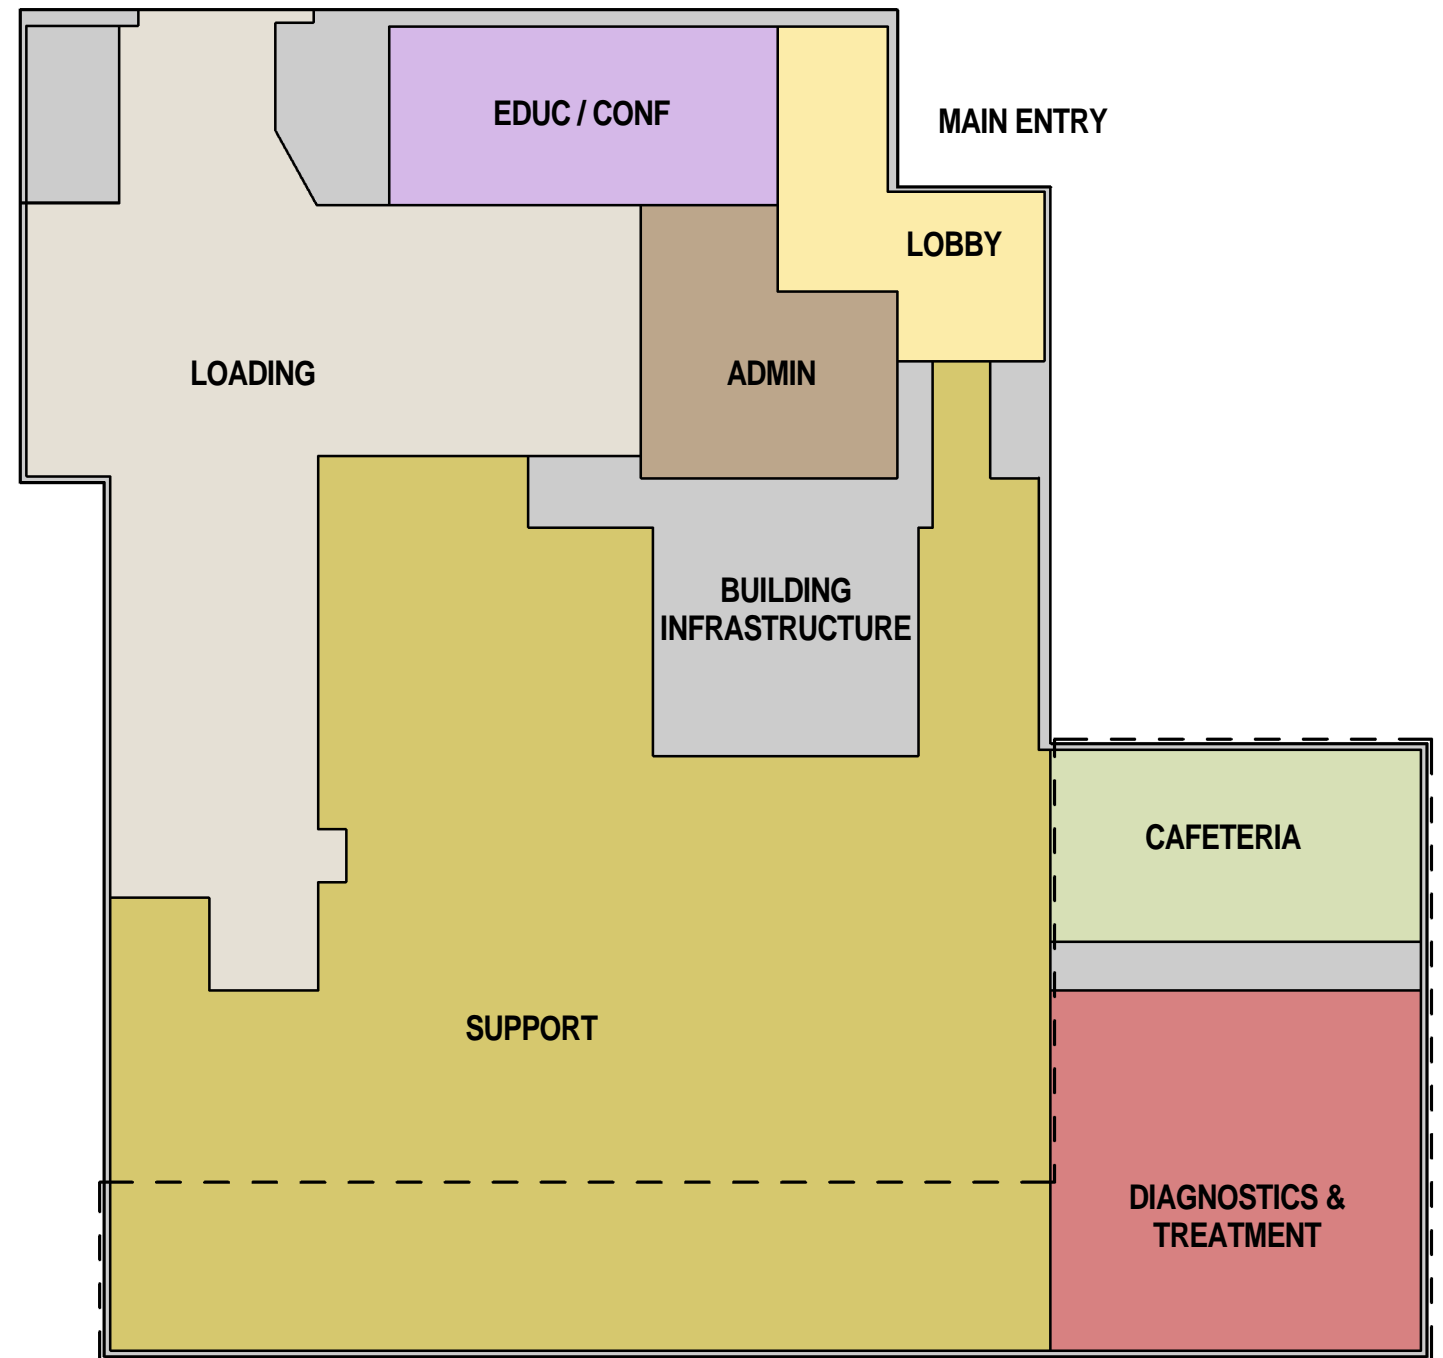 EDUC / CONF
MAIN ENTRY
LOBBY
LOADING
ADMIN
BUILDING
INFRASTRUCTURE
CAFETERIA
SUPPORT
DIAGNOSTICS &
TREATMENT